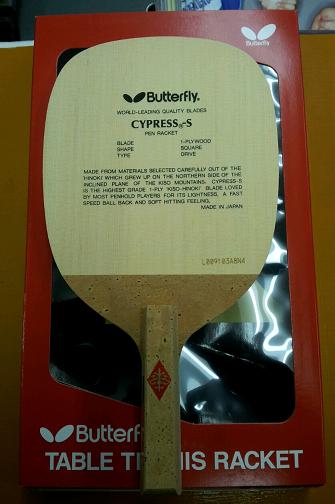 Butterfly
Butterfly®
WORLD-LEADING QUALITY BLADES
CYPRESS -S
PEN RACKET
BLADE 1-PLYWOOD
SHAPE SQUARE
TYPE DRIVE
MADE FROM MATERIALS SELECTED CAREFULLY OUT OF THE
'HINOKI' WHICH GREW UP ON THE NORTHERN SIDE OF THE
INCLINED PLANE OF THE KISO MOUNTAINS. CYPRESS-S
IS THE HIGHEST GRADE 1-PLY 'KISO-HINOKI' BLADE LOVED
BY MOST PENHOLD PLAYERS FOR ITS LIGHTNESS, A FAST
SPEED BALL BACK AND SOFT HITTING FEELING.
MADE IN JAPAN
L009103ABN4
Butterf
TABLE T NIS RACKET